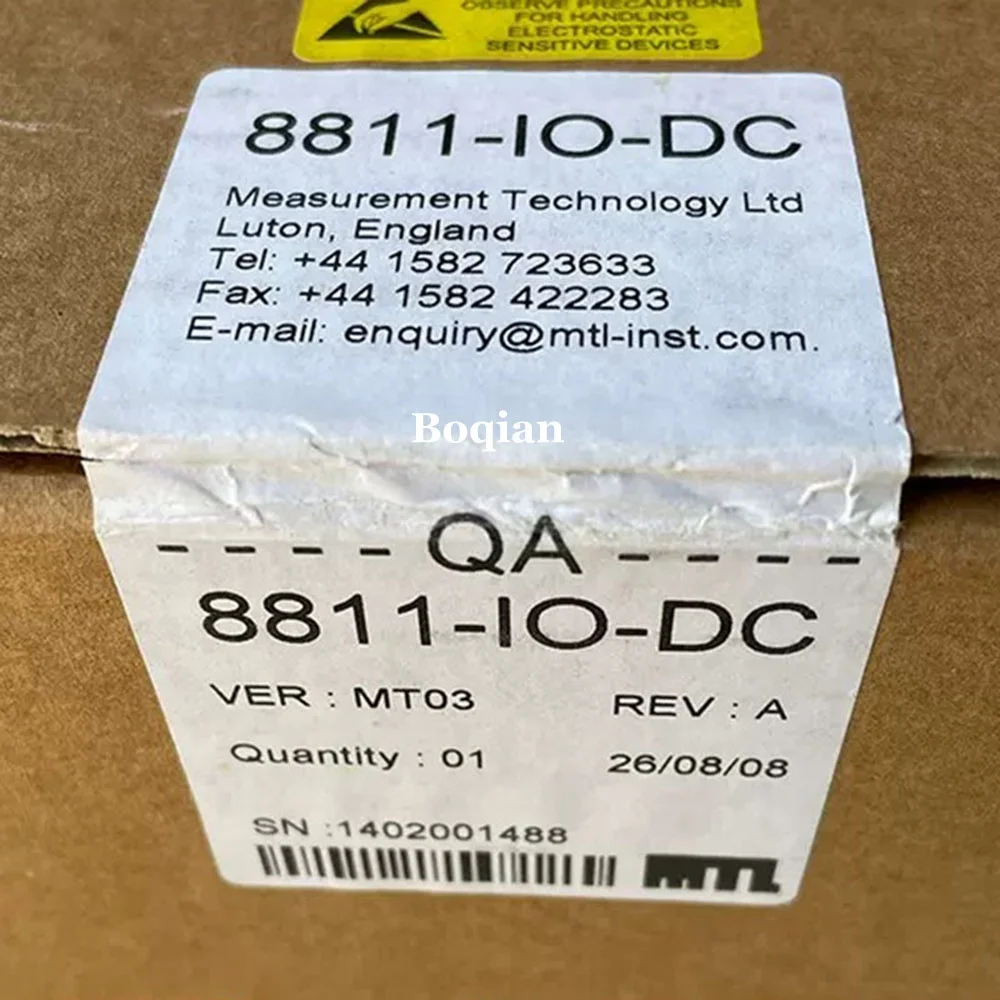 OBSERVE PRECAUTIONS
FOR HANDLING
ELECTROSTATIC
SENSITIVE DEVICES
8811-IO-DC
Measurement Technology Ltd
Luton, England
Tel: +44 1582 723633
Fax: +44 1582 422283
E-mail: enquiry@mtl-inst.com.
Boqian
- - - - QA - - - -
8811-IO-DC
VER : MT03 REV : A
Quantity : 01 26/08/08
SN :1402001488
MTL